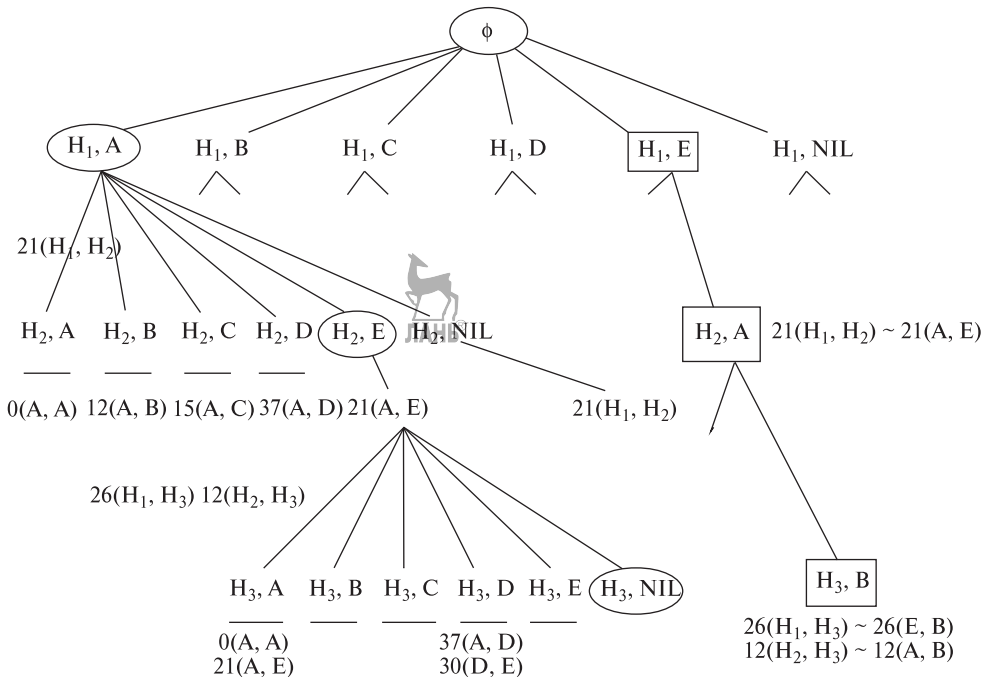 ϕ
H₁, A H₁, B H₁, C H₁, D H₁, E H₁, NIL
21(H₁, H₂)
H₂, A H₂, B H₂, C H₂, D H₂, E H₂, NIL H₂, A 21(H₁, H₂) ~ 21(A, E)
ЛАНЬ®
0(A, A) 12(A, B) 15(A, C) 37(A, D) 21(A, E) 21(H₁, H₂)
26(H₁, H₃) 12(H₂, H₃)
H₃, A H₃, B H₃, C H₃, D H₃, E H₃, NIL H₃, B
26(H₁, H₃) ~ 26(E, B)
0(A, A) 37(A, D) 12(H₂, H₃) ~ 12(A, B)
21(A, E) 30(D, E)